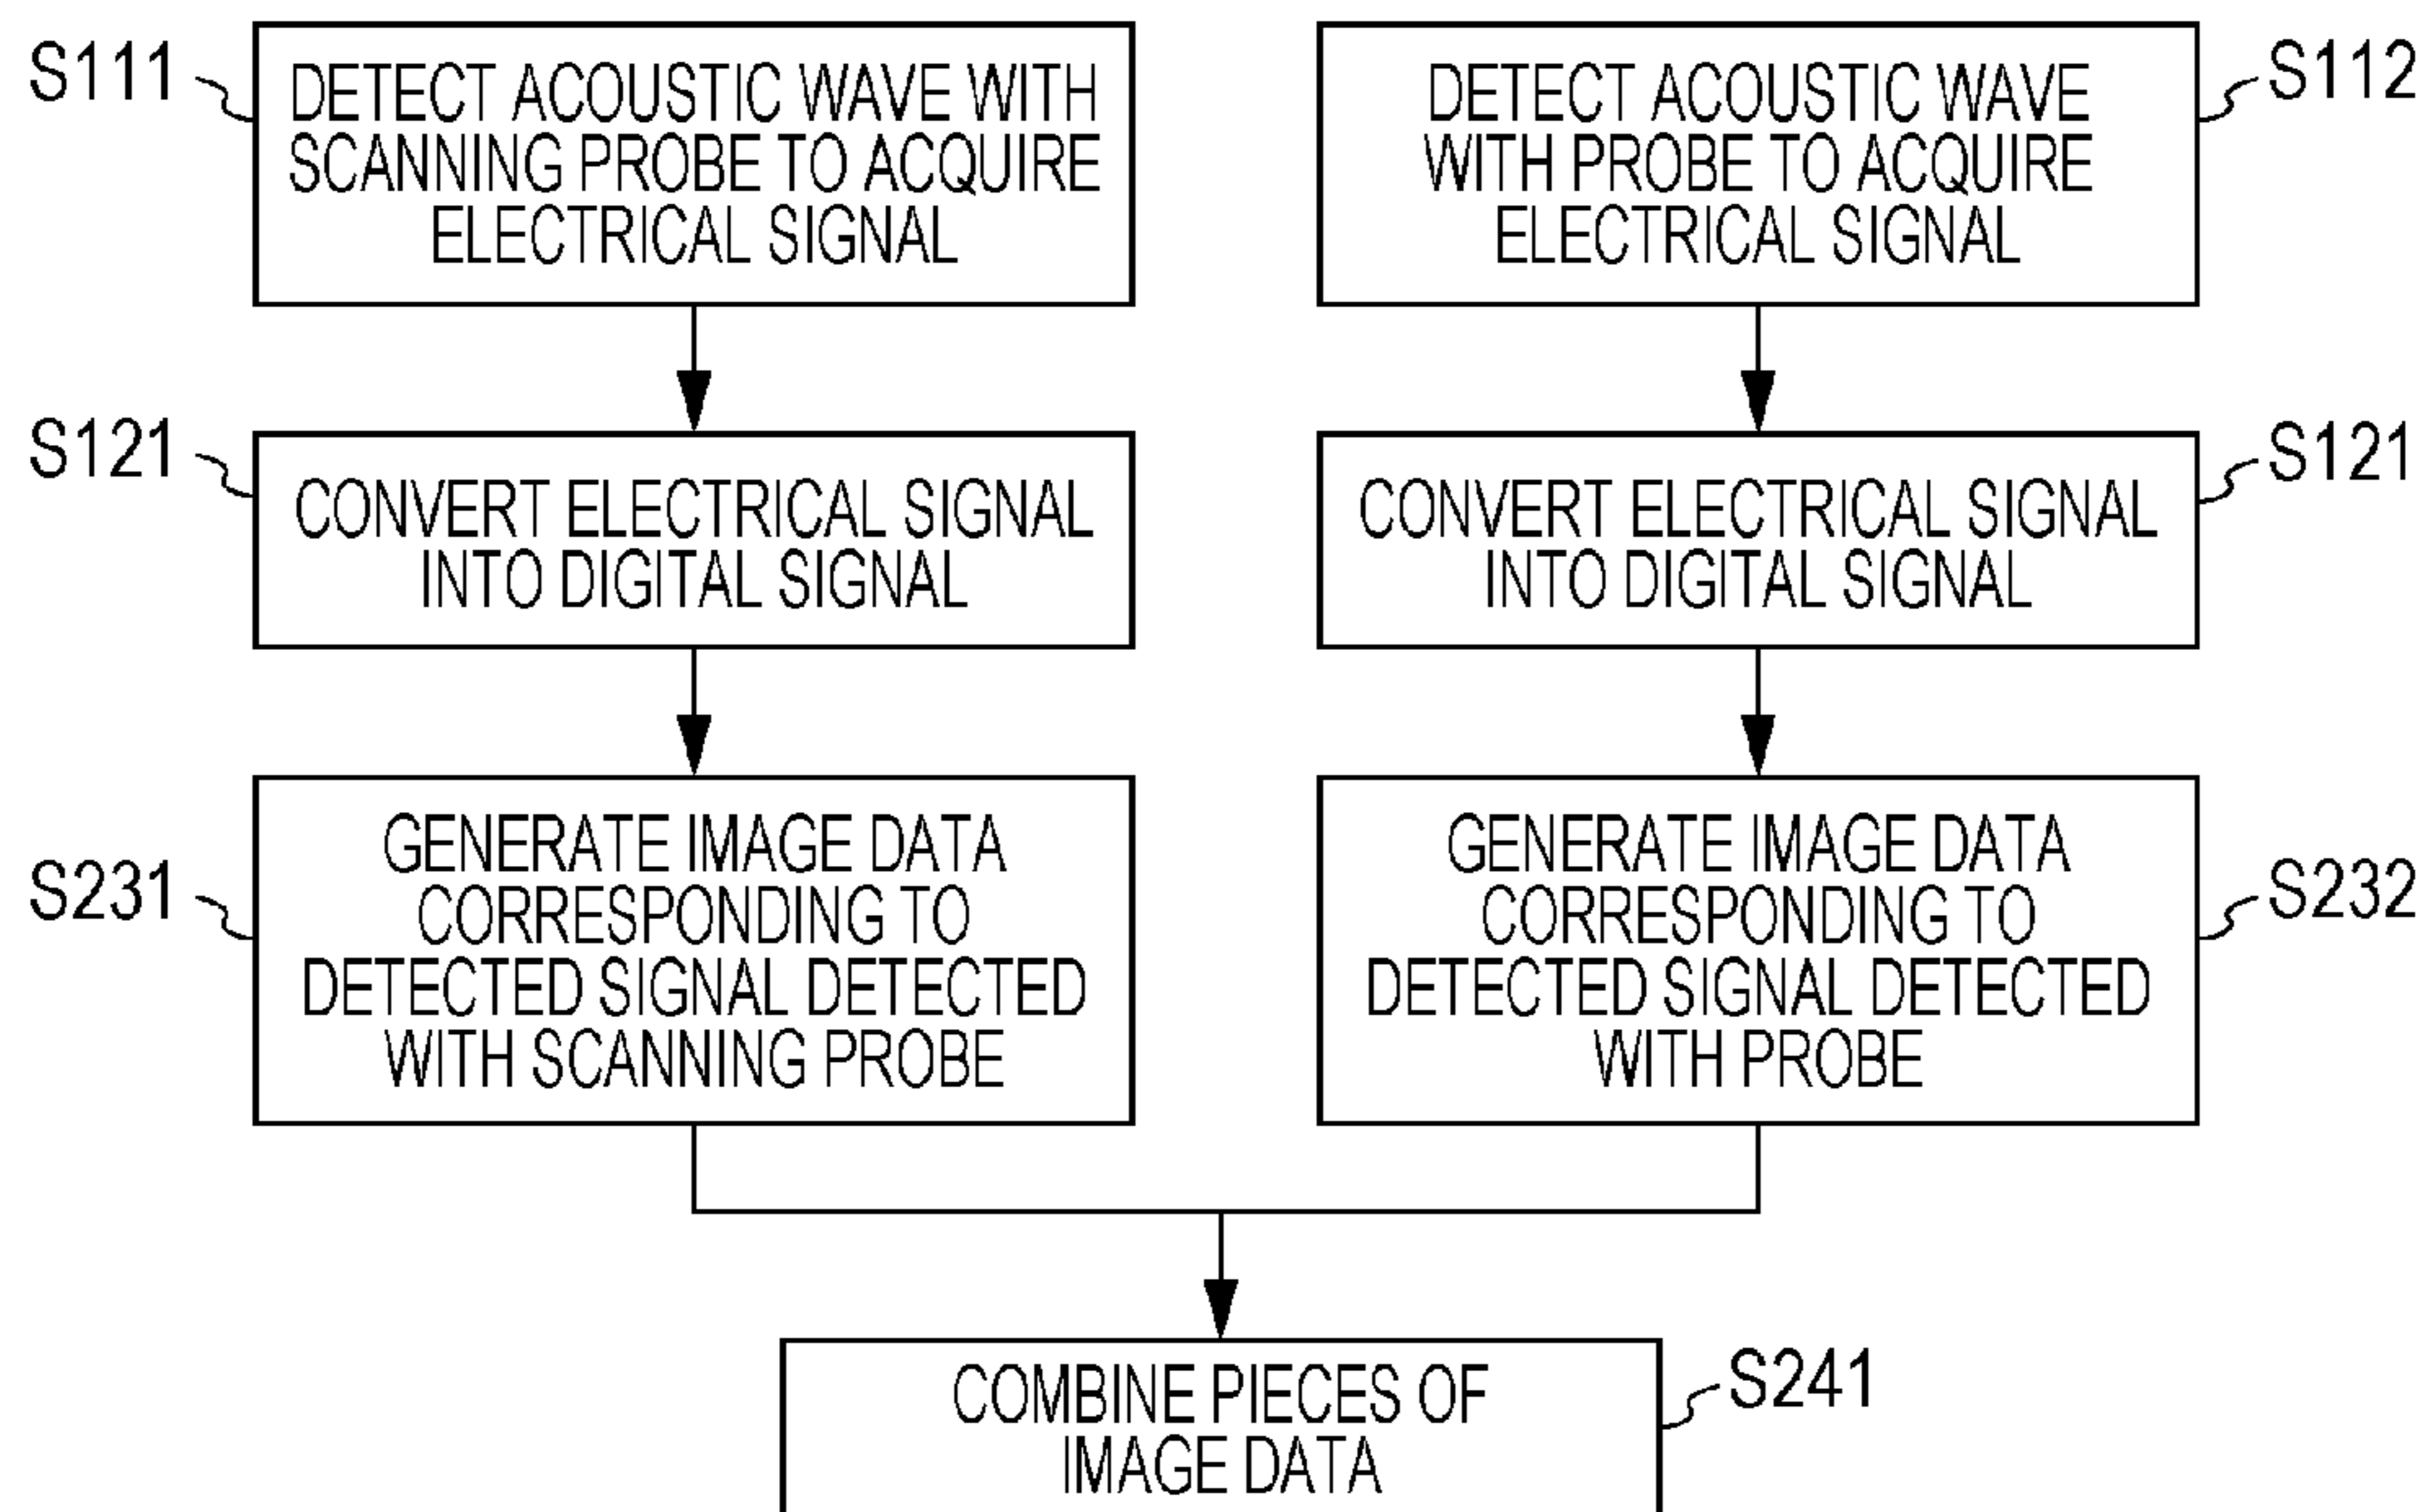 S111
DETECT ACOUSTIC WAVE WITH
SCANNING PROBE TO ACQUIRE
ELECTRICAL SIGNAL
DETECT ACOUSTIC WAVE
WITH PROBE TO ACQUIRE
ELECTRICAL SIGNAL
S112
S121
CONVERT ELECTRICAL SIGNAL
INTO DIGITAL SIGNAL
CONVERT ELECTRICAL SIGNAL
INTO DIGITAL SIGNAL
S121
S231
GENERATE IMAGE DATA
CORRESPONDING TO
DETECTED SIGNAL DETECTED
WITH SCANNING PROBE
GENERATE IMAGE DATA
CORRESPONDING TO
DETECTED SIGNAL DETECTED
WITH PROBE
S232
COMBINE PIECES OF
IMAGE DATA
S241